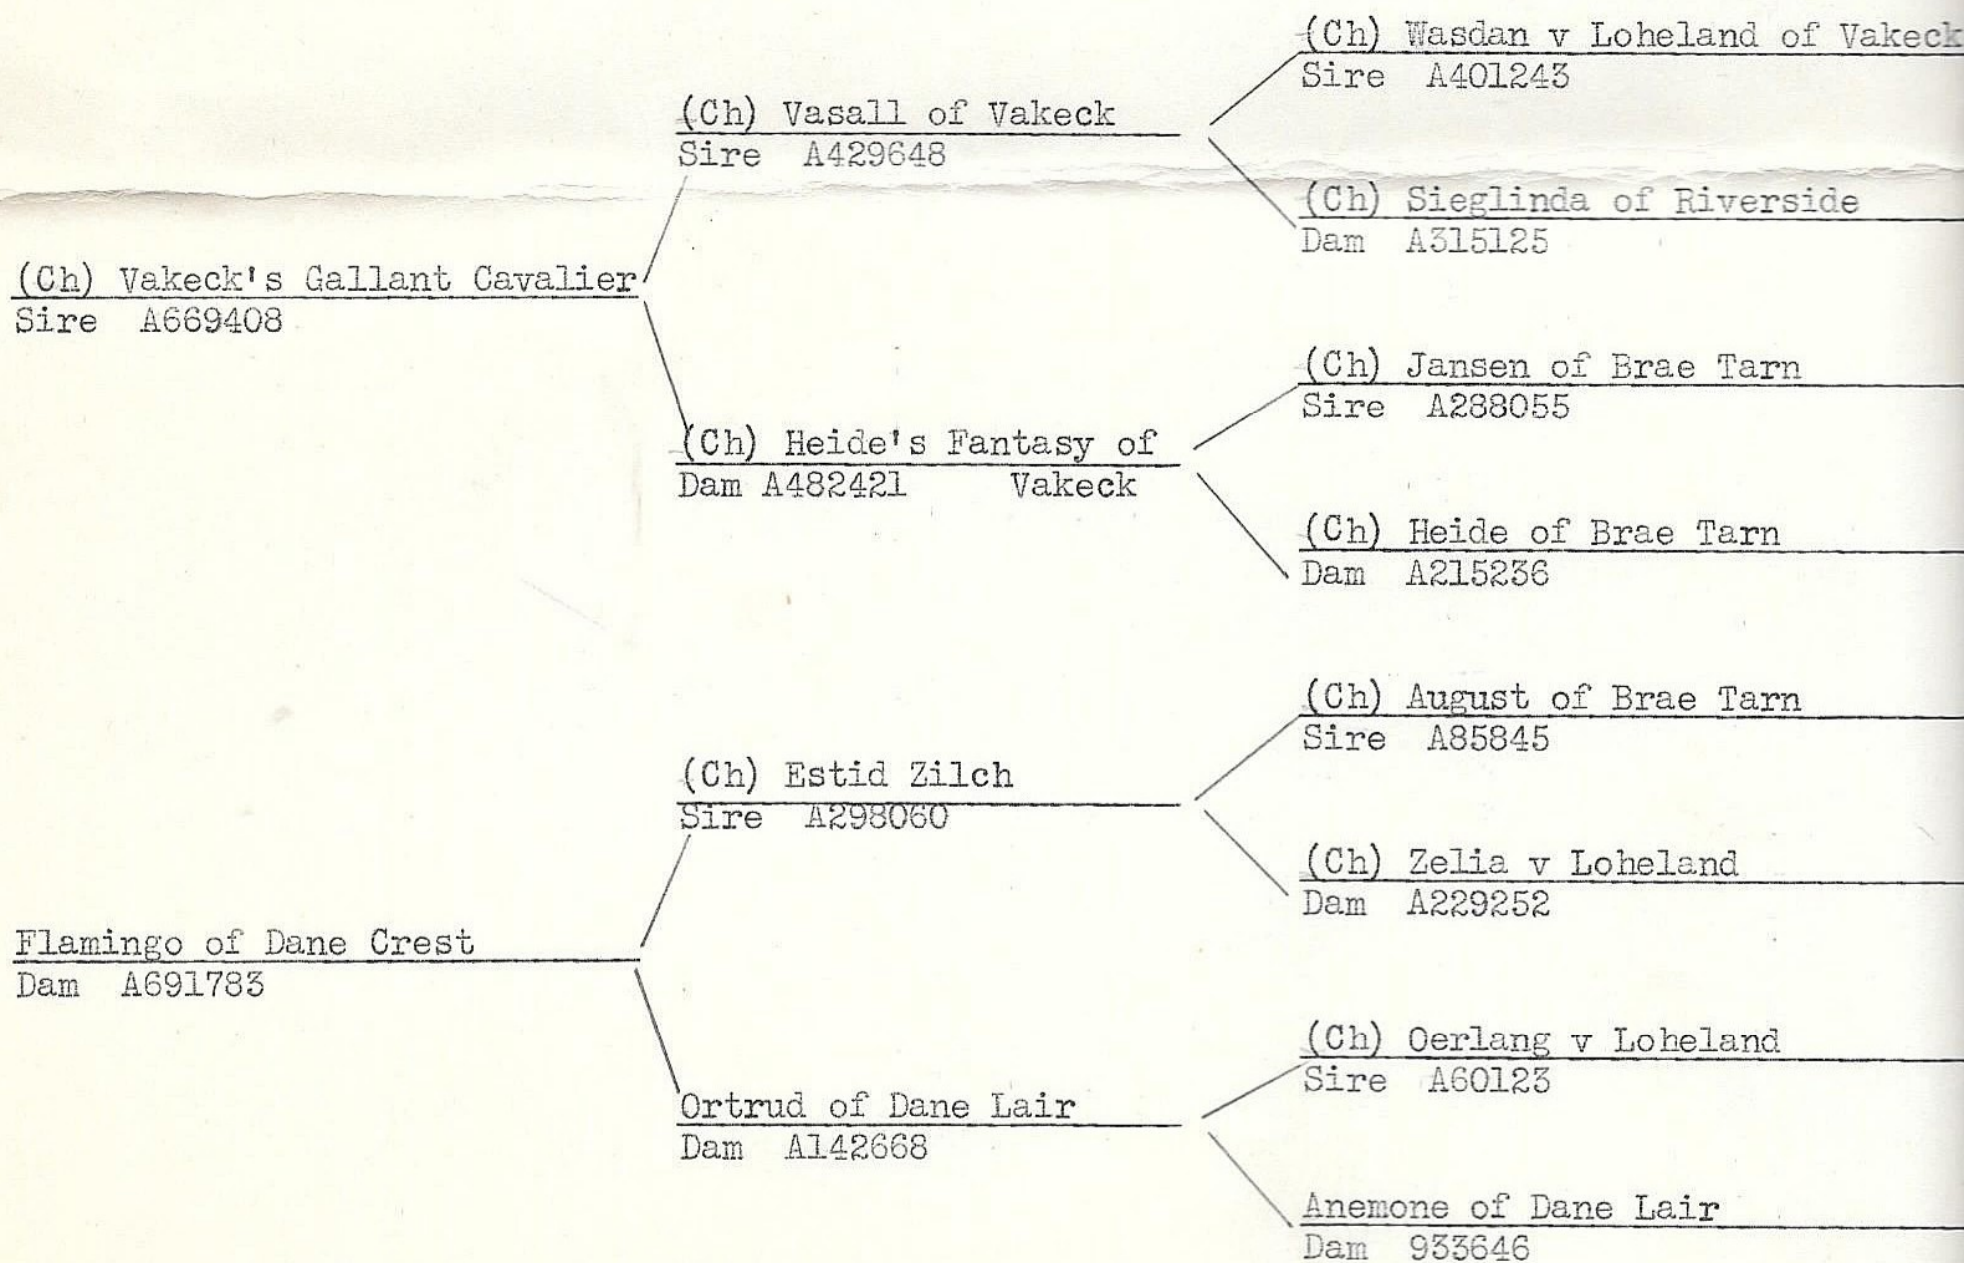 (Ch) Wasdan v Loheland of Vakeck
Sire A401243
(Ch) Vasall of Vakeck
Sire A429648
(Ch) Sieglinda of Riverside
Dam A315125
(Ch) Vakeck's Gallant Cavalier
Sire A669408
(Ch) Jansen of Brae Tarn
Sire A288055
(Ch) Heide's Fantasy of
Dam A482421 Vakeck
(Ch) Heide of Brae Tarn
Dam A215236
(Ch) August of Brae Tarn
Sire A85845
(Ch) Estid Zilch
Sire A298060
(Ch) Zelia v Loheland
Dam A229252
Flamingo of Dane Crest
Dam A691783
(Ch) Oerlang v Loheland
Sire A60123
Ortrud of Dane Lair
Dam A142668
Anemone of Dane Lair
Dam 933646